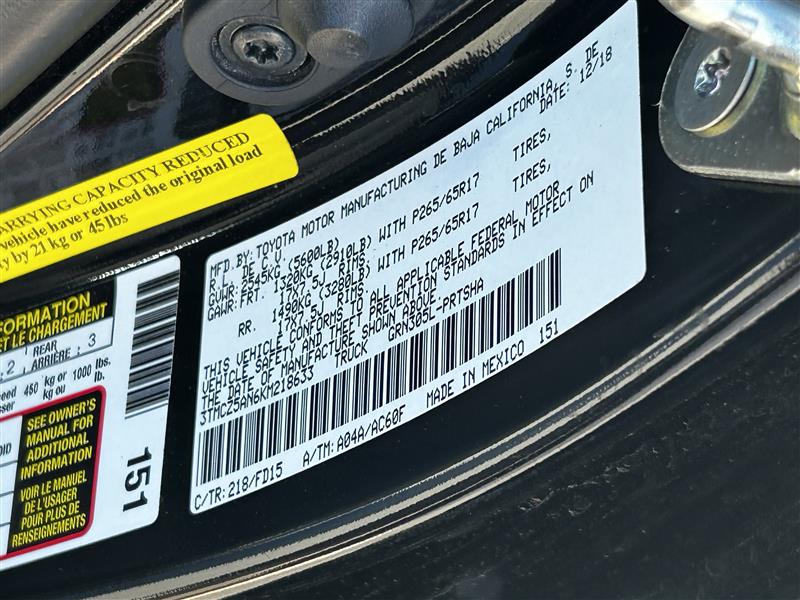 ARRYING CAPACITY REDUCED
vehicle have reduced the original load
y by 21 kg or 45 lbs
MFD.BY: TOYOTA MOTOR MANUFACTURING DE BAJA CALIFORNIA, S. DE
R.L. DE C.V. DATE: 12/18
GVWR: 2545KG (5600LB)
GAWR: FRT. 1320KG (2910LB) WITH P265/65R17 TIRES,
17X7.5J RIMS
RR. 1490KG (3280LB) WITH P265/65R17 TIRES,
17X7.5J RIMS
THIS VEHICLE CONFORMS TO ALL APPLICABLE FEDERAL MOTOR
VEHICLE SAFETY AND THEFT PREVENTION STANDARDS IN EFFECT ON
THE DATE OF MANUFACTURE SHOWN ABOVE.
3TMCZ5AN6KM218633 TRUCK GRN305L-PRTSHA
C/TR: 218/FD15 A/TM: A04A/AC60F MADE IN MEXICO 151
FORMATION
ET LE CHARGEMENT
2 REAR
ARRIÈRE : 3
eed 450 kg or 1000 lbs.
sser kg ou
SEE OWNER'S
MANUAL FOR
ADDITIONAL
INFORMATION
VOIR LE MANUEL
DE L'USAGER
POUR PLUS DE
RENSEIGNEMENTS
151